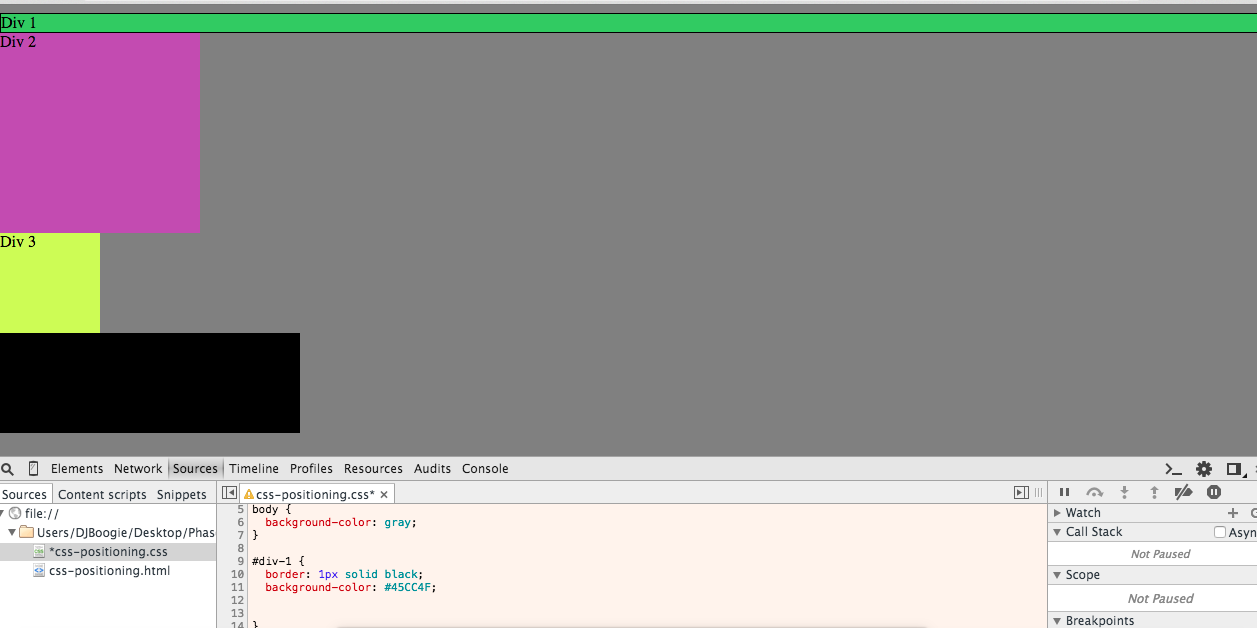 Div 1
Div 2
Div 3
Elements Network Sources Timeline Profiles Resources Audits Console
Sources Content scripts Snippets
css-positioning.css* ×
file://
Users/DJBoogie/Desktop/Phas
*css-positioning.css
css-positioning.html
5 body {
6 background-color: gray;
7 }
8
9 #div-1 {
10 border: 1px solid black;
11 background-color: #45CC4F;
12
13
14 }
Watch
Call Stack Asyn
Not Paused
Scope
Not Paused
Breakpoints